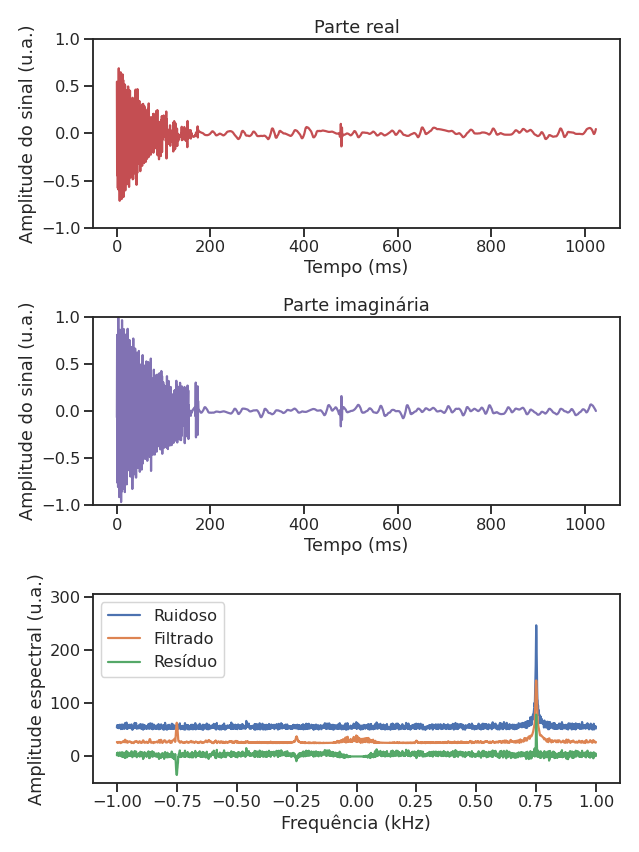 Parte real
Amplitude do sinal (u.a.)
1.0
0.5
0.0
−0.5
−1.0
0 200 400 600 800 1000
Tempo (ms)
Parte imaginária
Amplitude do sinal (u.a.)
1.0
0.5
0.0
−0.5
−1.0
0 200 400 600 800 1000
Tempo (ms)
Amplitude espectral (u.a.)
300
200
100
0
Ruidoso
Filtrado
Resíduo
−1.00 −0.75 −0.50 −0.25 0.00 0.25 0.50 0.75 1.00
Frequência (kHz)